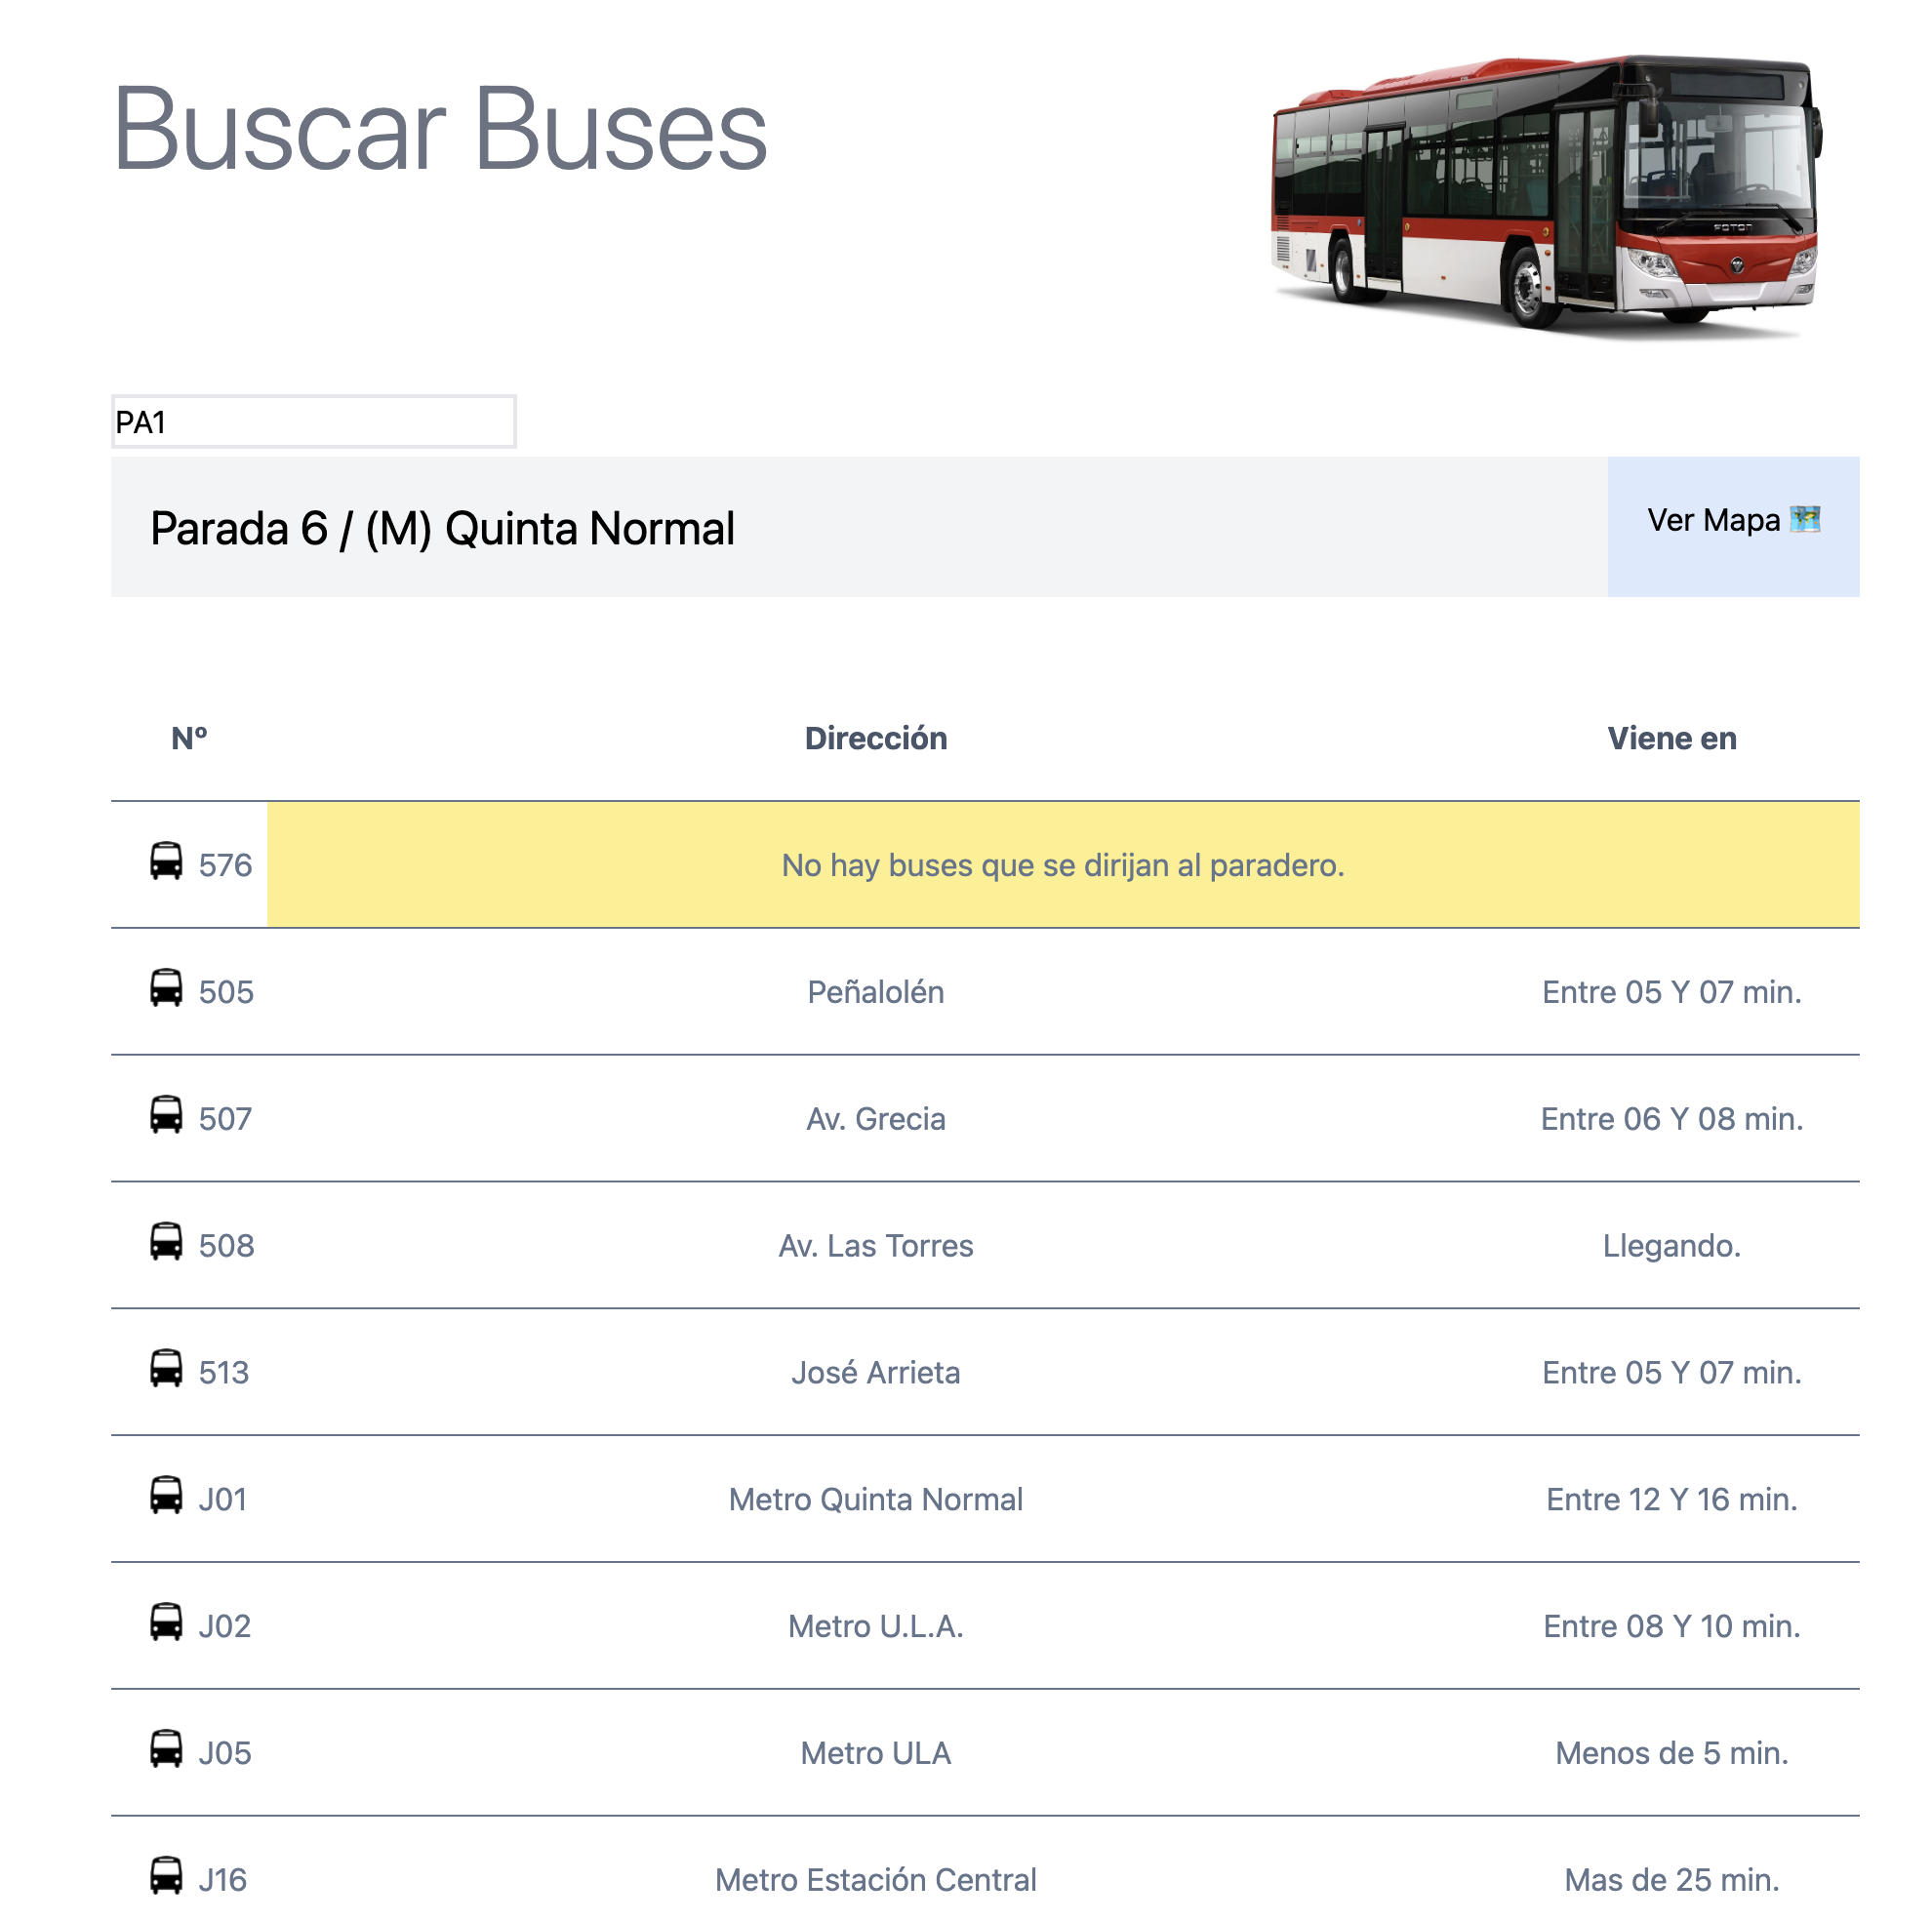 Buscar Buses
FOTON
PA1
Parada 6 / (M) Quinta Normal
Ver Mapa
Nº Dirección Viene en
576 No hay buses que se dirijan al paradero.
505 Peñalolén Entre 05 Y 07 min.
507 Av. Grecia Entre 06 Y 08 min.
508 Av. Las Torres Llegando.
513 José Arrieta Entre 05 Y 07 min.
J01 Metro Quinta Normal Entre 12 Y 16 min.
J02 Metro U.L.A. Entre 08 Y 10 min.
J05 Metro ULA Menos de 5 min.
J16 Metro Estación Central Mas de 25 min.